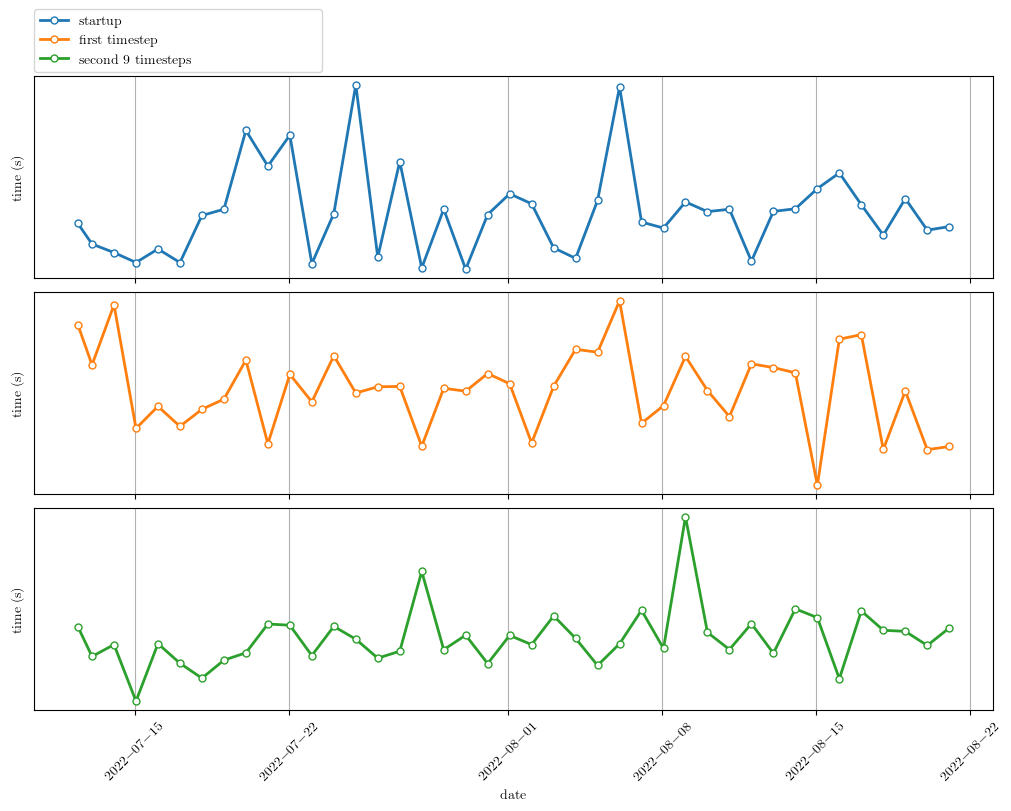 startup
first timestep
second 9 timesteps
time (s)
time (s)
time (s)
2022−07−15
2022−07−22
2022−08−01
2022−08−08
2022−08−15
2022−08−22
date